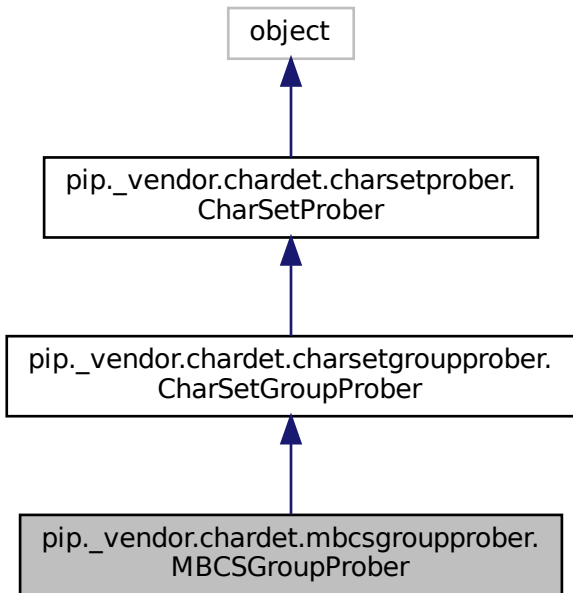 object
pip._vendor.chardet.charsetprober.
CharSetProber
pip._vendor.chardet.charsetgroupprober.
CharSetGroupProber
pip._vendor.chardet.mbcsgroupprober.
MBCSGroupProber